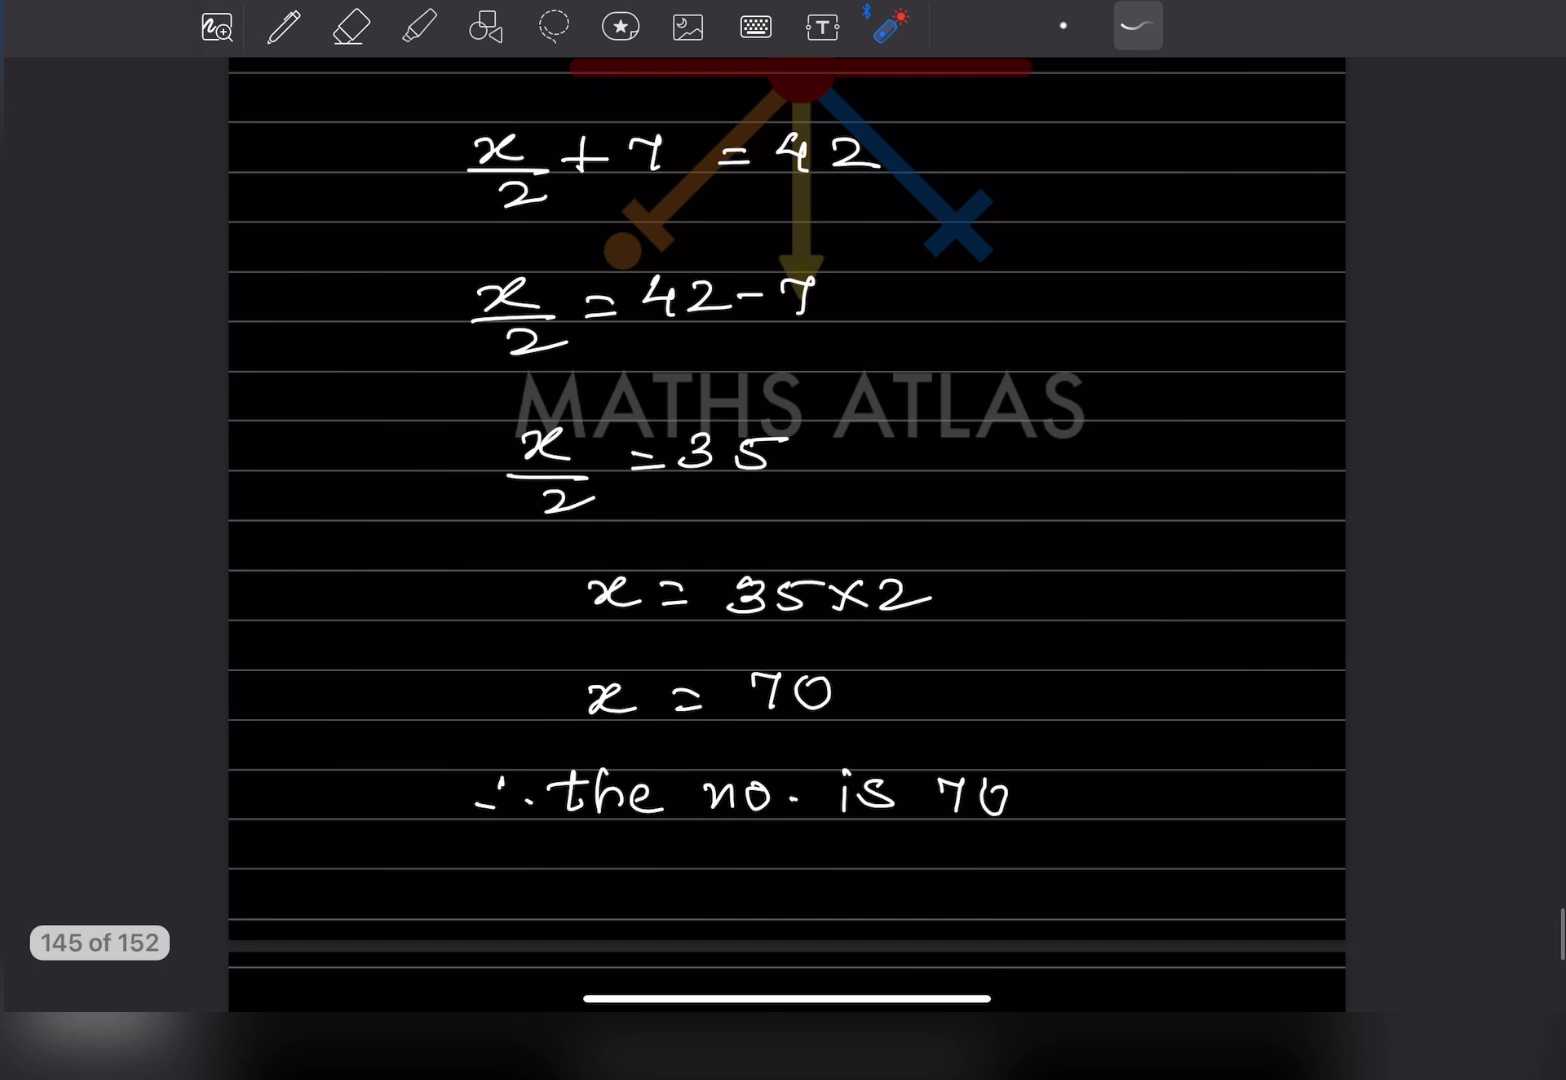 x/2 + 7 = 42
x/2 = 42 - 7
MATHS ATLAS
x/2 = 35
x = 35 × 2
x = 70
∴ the no. is 70
145 of 152